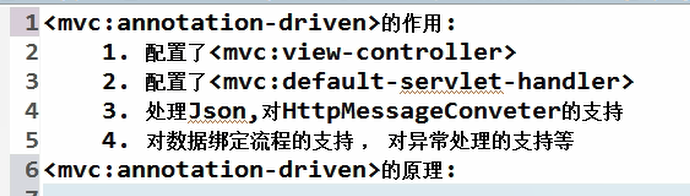 1 <mvc:annotation-driven>的作用:
2 1. 配置了<mvc:view-controller>
3 2. 配置了<mvc:default-servlet-handler>
4 3. 处理Json,对HttpMessageConveter的支持
5 4. 对数据绑定流程的支持 , 对异常处理的支持等
6 <mvc:annotation-driven>的原理: